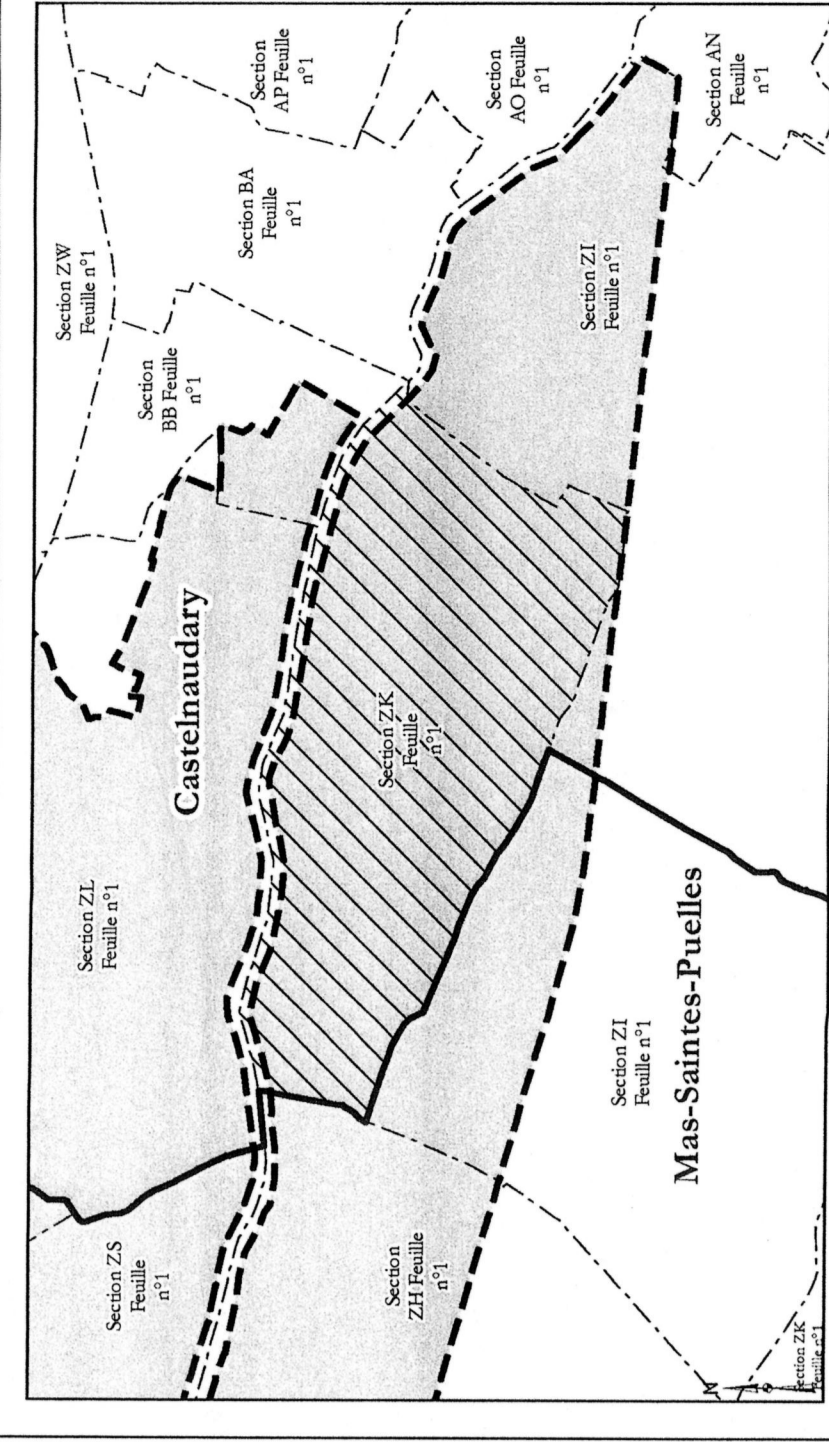 Section ZW
Feuille n°1
Section
AP Feuille
n°1
Section BA
Feuille
n°1
Section
AO Feuille
n°1
Section AN
Feuille
n°1
Section
BB Feuille
n°1
Section ZL
Feuille n°1
Castelnaudary
Section ZI
Feuille n°1
Section ZK
Feuille
n°1
Section ZS
Feuille
n°1
Section
ZH Feuille
n°1
Section ZI
Feuille n°1
Mas-Saintes-Puelles
N
Section ZK
Feuille n°1